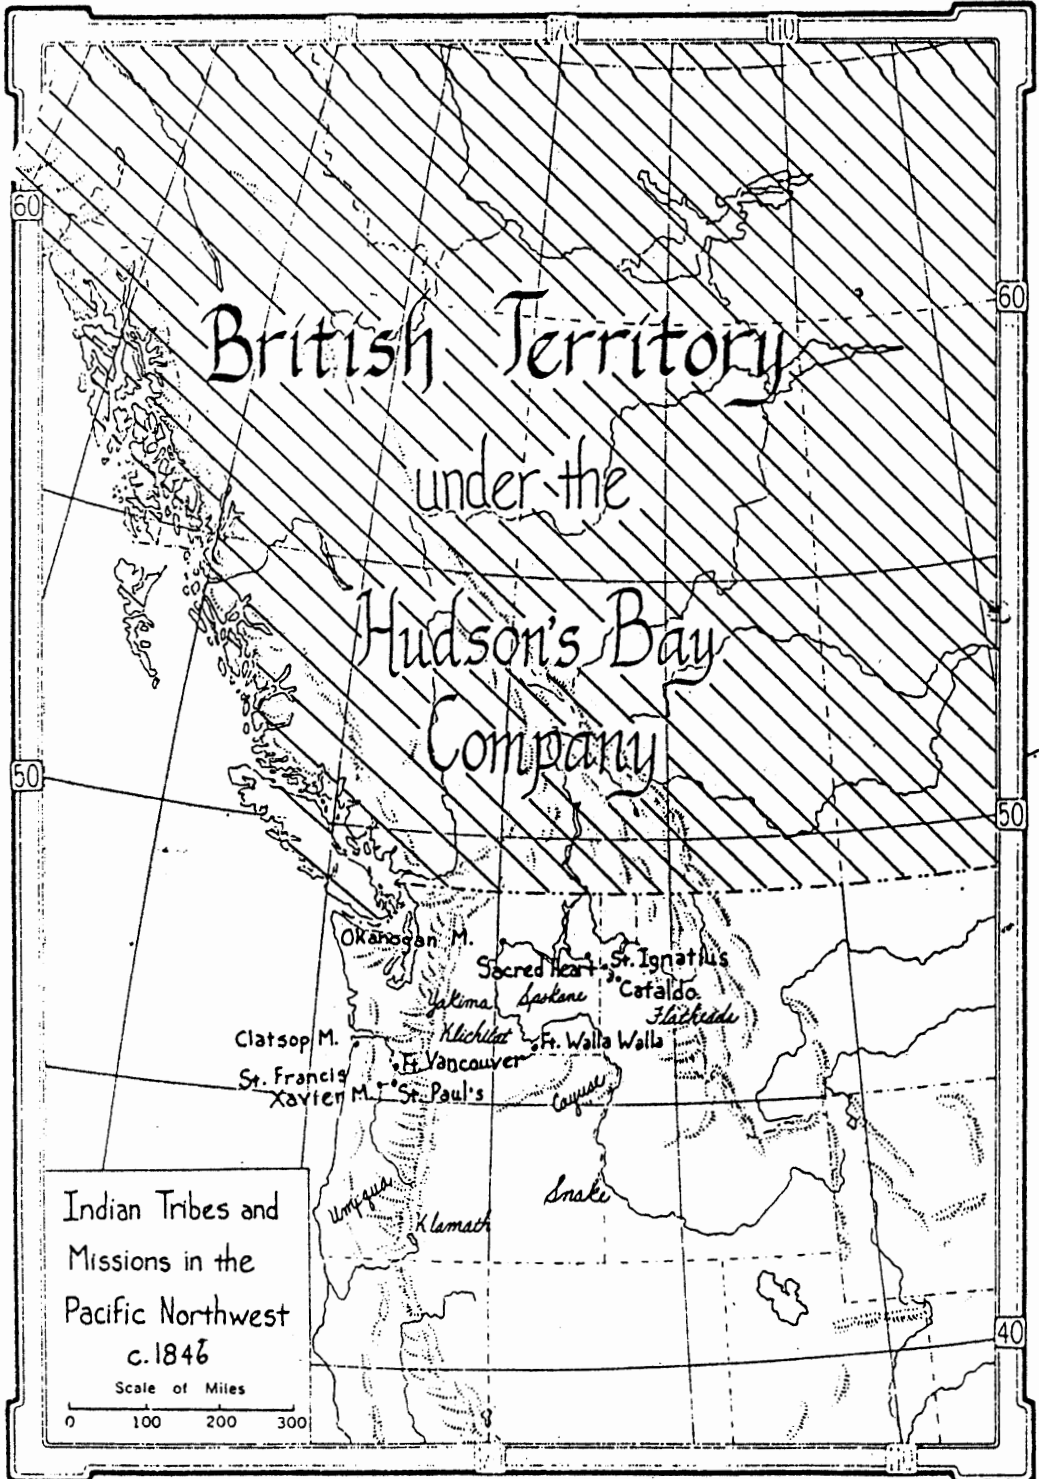 110
60
60
British Territory
under the
Hudson's Bay
Company
50
50
Okanogan M.
St. Ignatius
Sacred Heart
Cataldo
Yakima
Spokane
Flatheads
Clatsop M.
Klichitat
Ft. Walla Walla
Ft. Vancouver
St. Francis
Xavier M.
St. Paul's
Cayuse
Umpqua
Snake
Klamath
Indian Tribes and
Missions in the
Pacific Northwest
c. 1846
Scale of Miles
0 100 200 300
40